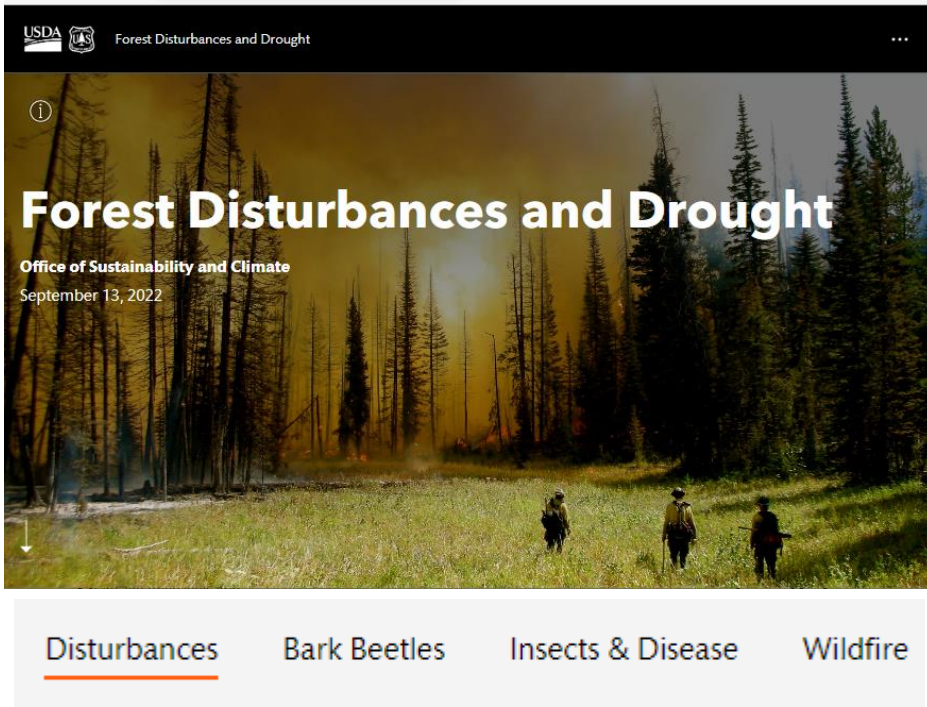 USDA UAS Forest Disturbances and Drought
Forest Disturbances and Drought
Office of Sustainability and Climate
September 13, 2022
Disturbances Bark Beetles Insects & Disease Wildfire